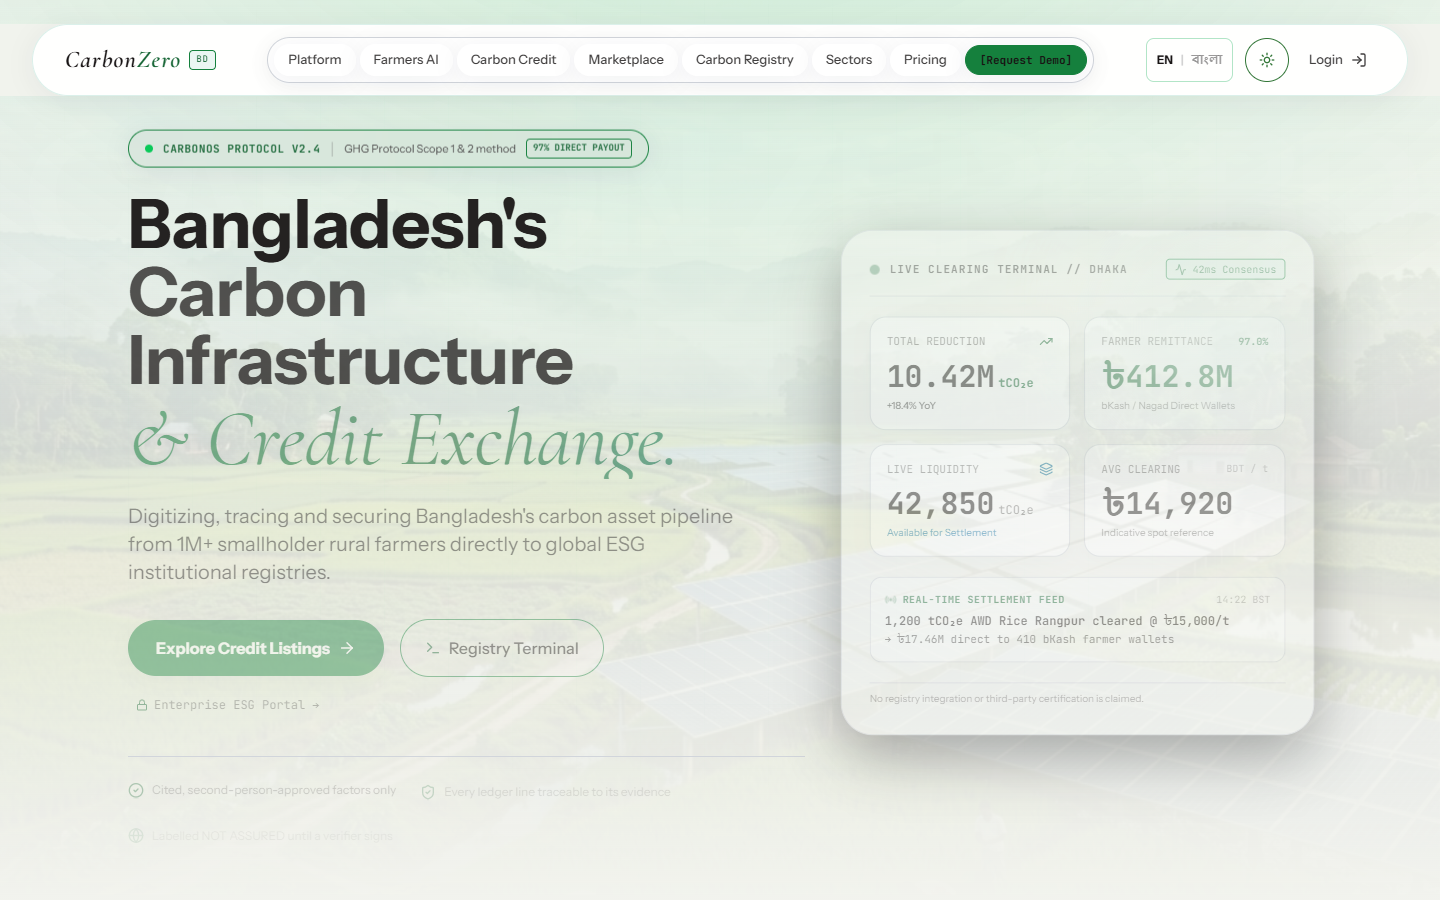 CarbonZero BD
Platform
Farmers AI
Carbon Credit
Marketplace
Carbon Registry
Sectors
Pricing
[Request Demo]
EN | বাংলা
Login
CARBONOS PROTOCOL V2.4 | GHG Protocol Scope 1 & 2 method 97% DIRECT PAYOUT
Bangladesh's
Carbon
Infrastructure
& Credit Exchange.
Digitizing, tracing and securing Bangladesh's carbon asset pipeline
from 1M+ smallholder rural farmers directly to global ESG
institutional registries.
Explore Credit Listings →
Registry Terminal
Enterprise ESG Portal →
Cited, second-person-approved factors only
Every ledger line traceable to its evidence
Labelled NOT ASSURED until a verifier signs.
LIVE CLEARING TERMINAL // DHAKA
42ms Consensus
TOTAL REDUCTION
10.42M tCO₂e
+18.4% YoY
FARMER REMITTANCE 97.0%
৳412.8M
bKash / Nagad Direct Wallets
LIVE LIQUIDITY
42,850 tCO₂e
Available for Settlement
AVG CLEARING BDT / t
৳14,920
Indicative spot reference
REAL-TIME SETTLEMENT FEED 14:22 BST
1,200 tCO₂e AWD Rice Rangpur cleared @ ৳15,000/t
→ ৳17.46M direct to 410 bKash farmer wallets
No registry integration or third-party certification is claimed.